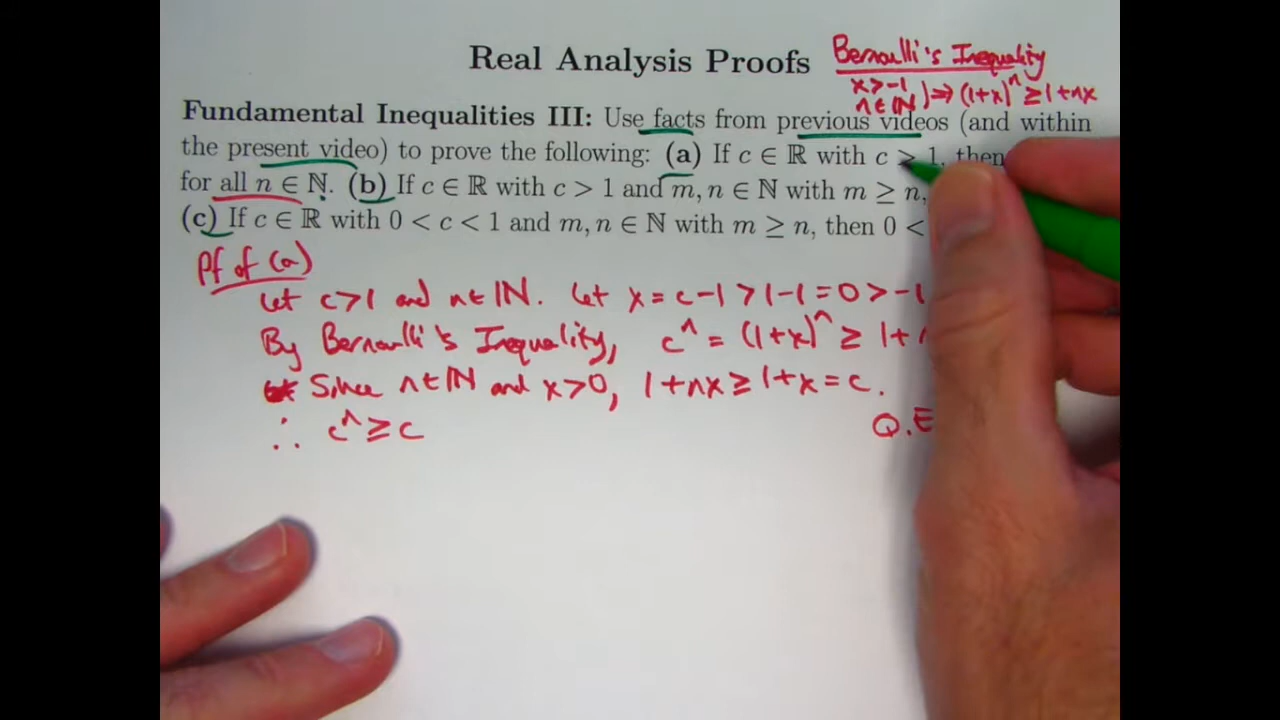 Real Analysis Proofs
Bernoulli's Inequality
x > -1
n ∈ ℕ ) ⇒ (1+x)^n ≥ 1+nx
Fundamental Inequalities III: Use facts from previous videos (and within
the present video) to prove the following: (a) If c ∈ ℝ with c > 1, then
for all n ∈ ℕ. (b) If c ∈ ℝ with c > 1 and m, n ∈ ℕ with m ≥ n,
(c) If c ∈ ℝ with 0 < c < 1 and m, n ∈ ℕ with m ≥ n, then 0 <
Pf of (a)
Let c > 1 and n ∈ ℕ. Let x = c - 1 > 1 - 1 = 0 > -1
By Bernoulli's Inequality, c^n = (1+x)^n ≥ 1 +
Since n ∈ ℕ and x > 0, 1 + nx ≥ 1 + x = c.
∴ c^n ≥ c
Q.E